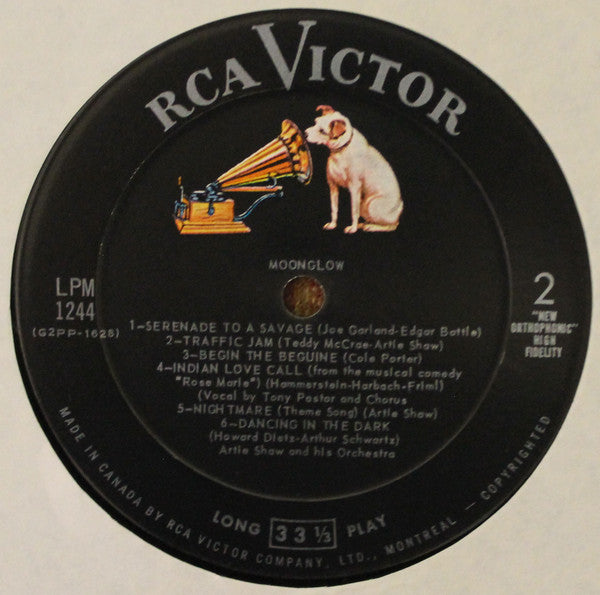 RCA VICTOR
MOONGLOW
LPM
1244
(G2PP-1628)
2
"NEW
ORTHOPHONIC"
HIGH
FIDELITY
1-SERENADE TO A SAVAGE (Joe Garland-Edgar Battle)
2-TRAFFIC JAM (Teddy McCrae-Artie Shaw)
3-BEGIN THE BEGUINE (Cole Porter)
4-INDIAN LOVE CALL (from the musical comedy
"Rose Marie") (Hammerstein-Harbach-Friml)
(Vocal by Tony Pastor and Chorus
5-NIGHTMARE (Theme Song) (Artie Shaw)
6-DANCING IN THE DARK
(Howard Dietz-Arthur Schwartz)
Artie Shaw and his Orchestra
LONG 33 1/3 PLAY
MADE IN CANADA BY RCA VICTOR COMPANY, LTD., MONTREAL - COPYRIGHTED